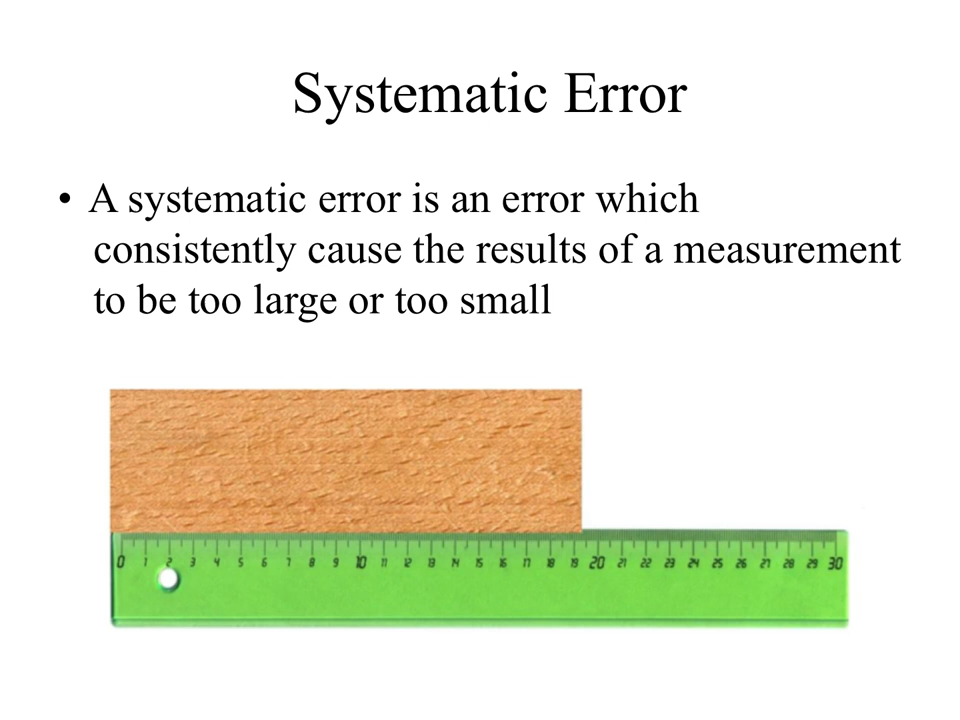 Systematic Error
• A systematic error is an error which
consistently cause the results of a measurement
to be too large or too small
0 1 2 3 4 5 6 7 8 9 10 11 12 13 14 15 16 17 18 19 20 21 22 23 24 25 26 27 28 29 30